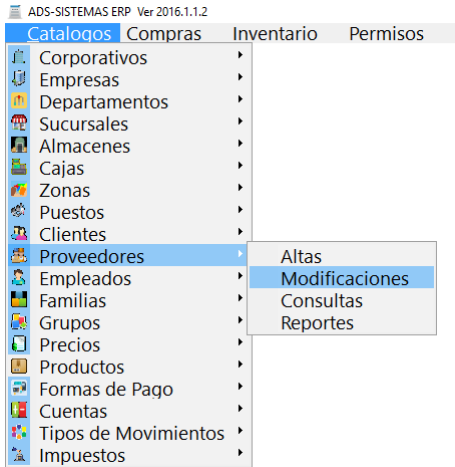 ADS-SISTEMAS ERP Ver 2016.1.1.2
Catalogos Compras Inventario Permisos
Corporativos
Empresas
Departamentos
Sucursales
Almacenes
Cajas
Zonas
Puestos
Clientes
Proveedores
Altas
Empleados
Modificaciones
Familias
Consultas
Grupos
Reportes
Precios
Productos
Formas de Pago
Cuentas
Tipos de Movimientos
Impuestos